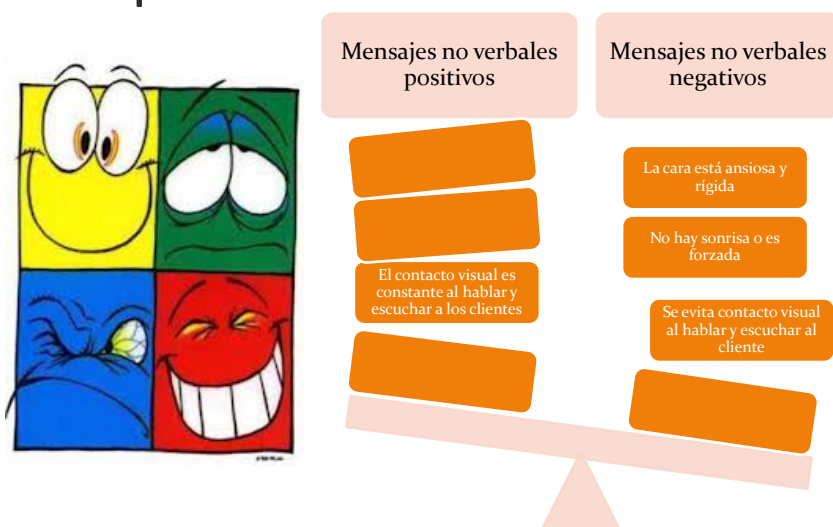 Mensajes no verbales
positivos
El contacto visual es
constante al hablar y
escuchar a los clientes
Mensajes no verbales
negativos
La cara está ansiosa y
rígida
No hay sonrisa o es
forzada
Se evita contacto visual
al hablar y escuchar al
cliente